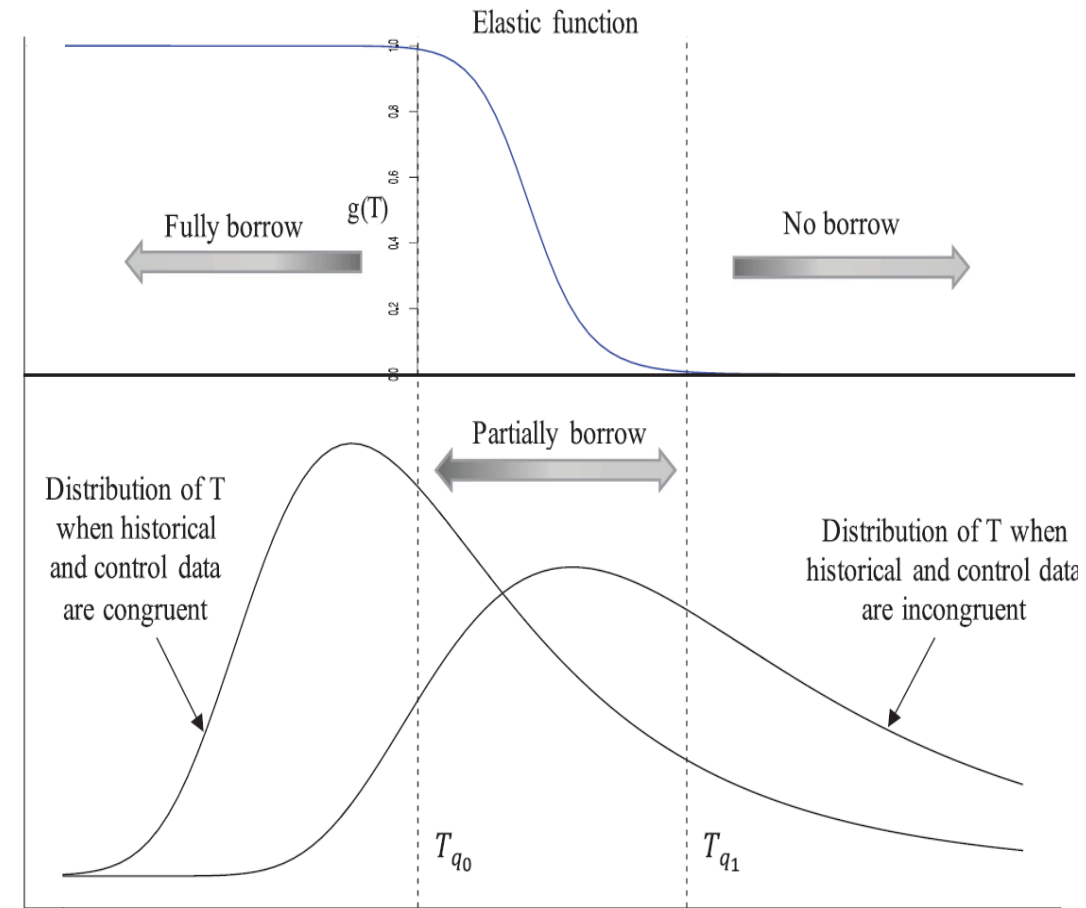 Elastic function
1.0
0.8
0.6
g(T)
0.4
0.2
0.0
Fully borrow
No borrow
Partially borrow
Distribution of T
when historical
and control data
are congruent
Distribution of T when
historical and control data
are incongruent
T_{q_0}
T_{q_1}